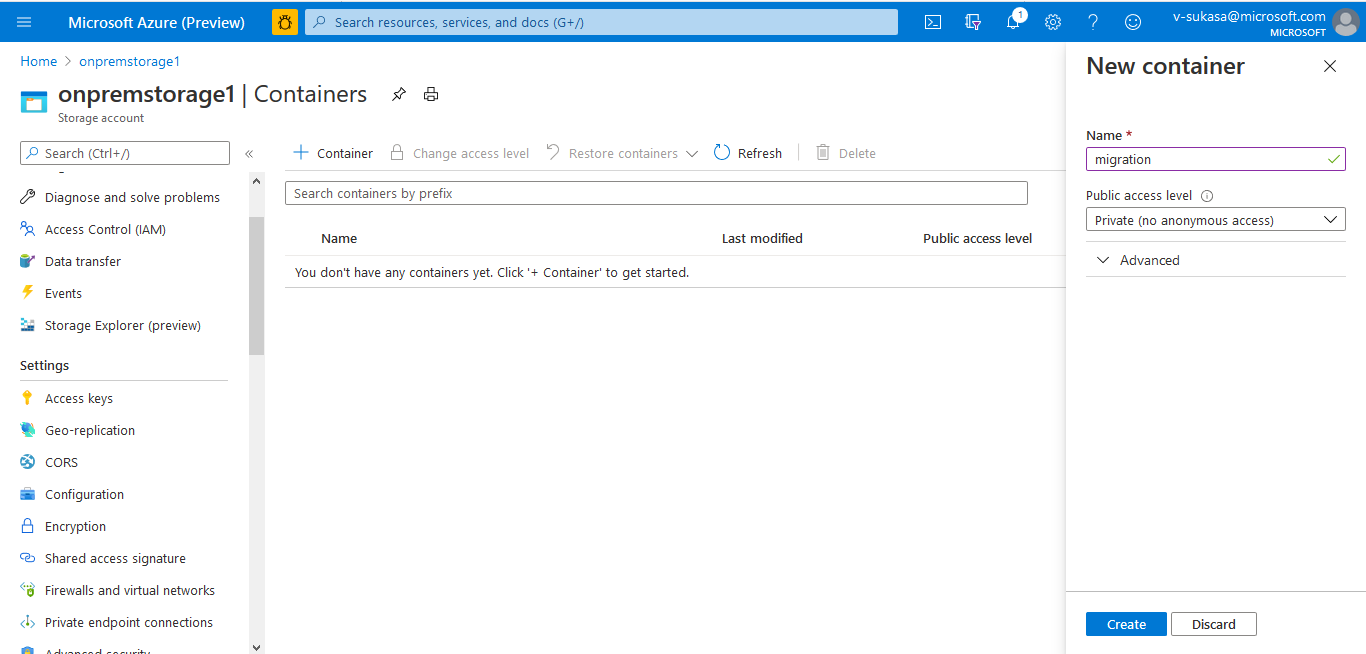 Microsoft Azure (Preview)
Search resources, services, and docs (G+/)
1
v-sukasa@microsoft.com
MICROSOFT
Home > onpremstorage1
onpremstorage1 | Containers
Storage account
Search (Ctrl+/)
«
Diagnose and solve problems
Access Control (IAM)
Data transfer
Events
Storage Explorer (preview)
Settings
Access keys
Geo-replication
CORS
Configuration
Encryption
Shared access signature
Firewalls and virtual networks
Private endpoint connections
Advanced security
+ Container
Change access level
Restore containers
Refresh
Delete
Search containers by prefix
Name Last modified Public access level
You don't have any containers yet. Click '+ Container' to get started.
New container
Name *
migration
Public access level
Private (no anonymous access)
Advanced
Create
Discard